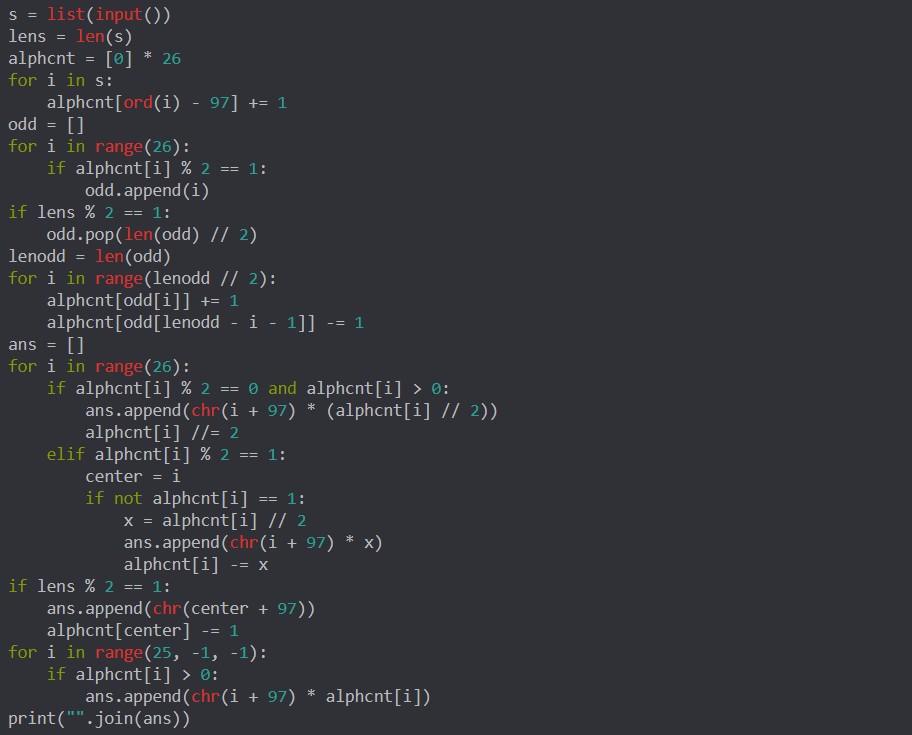 s = list(input())
lens = len(s)
alphcnt = [0] * 26
for i in s:
    alphcnt[ord(i) - 97] += 1
odd = []
for i in range(26):
    if alphcnt[i] % 2 == 1:
        odd.append(i)
if lens % 2 == 1:
    odd.pop(len(odd) // 2)
lenodd = len(odd)
for i in range(lenodd // 2):
    alphcnt[odd[i]] += 1
    alphcnt[odd[lenodd - i - 1]] -= 1
ans = []
for i in range(26):
    if alphcnt[i] % 2 == 0 and alphcnt[i] > 0:
        ans.append(chr(i + 97) * (alphcnt[i] // 2))
        alphcnt[i] //= 2
    elif alphcnt[i] % 2 == 1:
        center = i
        if not alphcnt[i] == 1:
            x = alphcnt[i] // 2
            ans.append(chr(i + 97) * x)
            alphcnt[i] -= x
if lens % 2 == 1:
    ans.append(chr(center + 97))
    alphcnt[center] -= 1
for i in range(25, -1, -1):
    if alphcnt[i] > 0:
        ans.append(chr(i + 97) * alphcnt[i])
print("".join(ans))